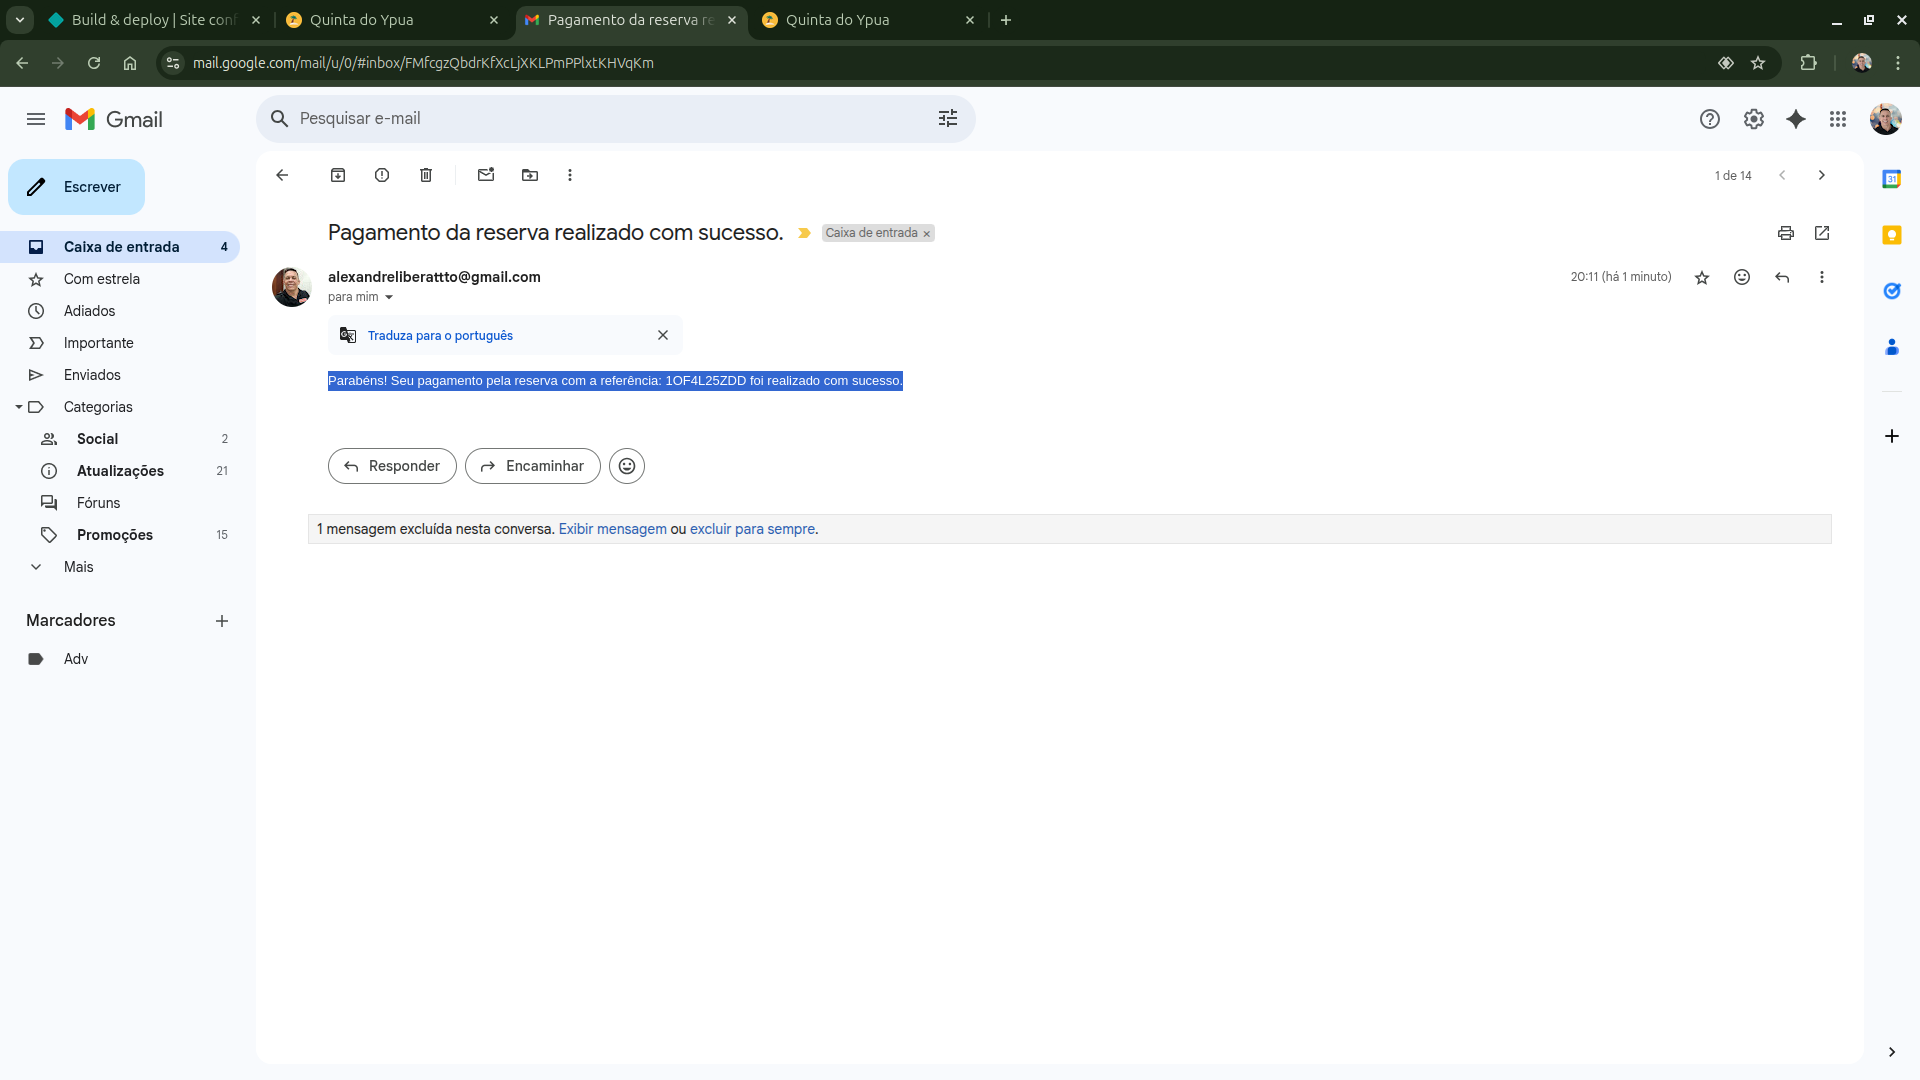 Build & deploy | Site conf
Quinta do Ypua
Pagamento da reserva re
Quinta do Ypua
mail.google.com/mail/u/0/#inbox/FMfcgzQbdrKfXcLjXKLPmPPlxtKHVqKm
Gmail
Pesquisar e-mail
Escrever
1 de 14
Caixa de entrada 4
Com estrela
Adiados
Importante
Enviados
Categorias
Social 2
Atualizações 21
Fóruns
Promoções 15
Mais
Marcadores
Adv
Pagamento da reserva realizado com sucesso.
Caixa de entrada ×
alexandreliberattto@gmail.com
20:11 (há 1 minuto)
para mim
Traduza para o português
Parabéns! Seu pagamento pela reserva com a referência: 1OF4L25ZDD foi realizado com sucesso.
Responder
Encaminhar
1 mensagem excluída nesta conversa. Exibir mensagem ou excluir para sempre.
31